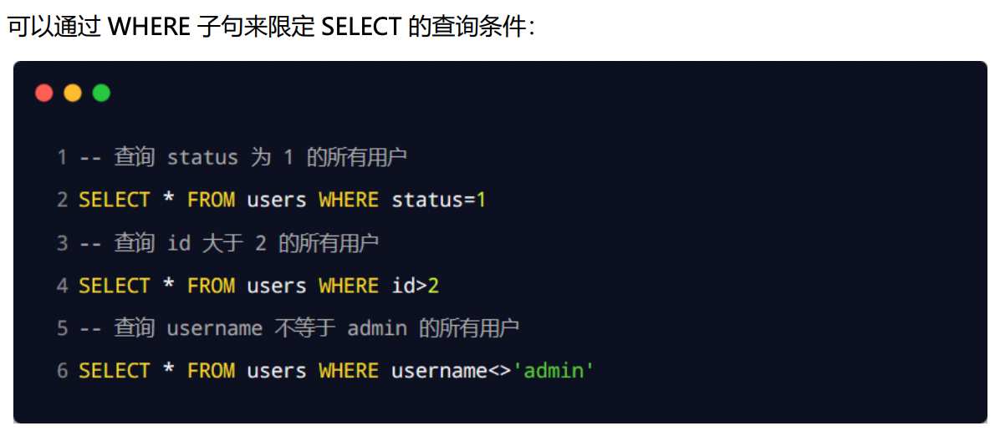 可以通过 WHERE 子句来限定 SELECT 的查询条件：
1 -- 查询 status 为 1 的所有用户
2 SELECT * FROM users WHERE status=1
3 -- 查询 id 大于 2 的所有用户
4 SELECT * FROM users WHERE id>2
5 -- 查询 username 不等于 admin 的所有用户
6 SELECT * FROM users WHERE username<>'admin'